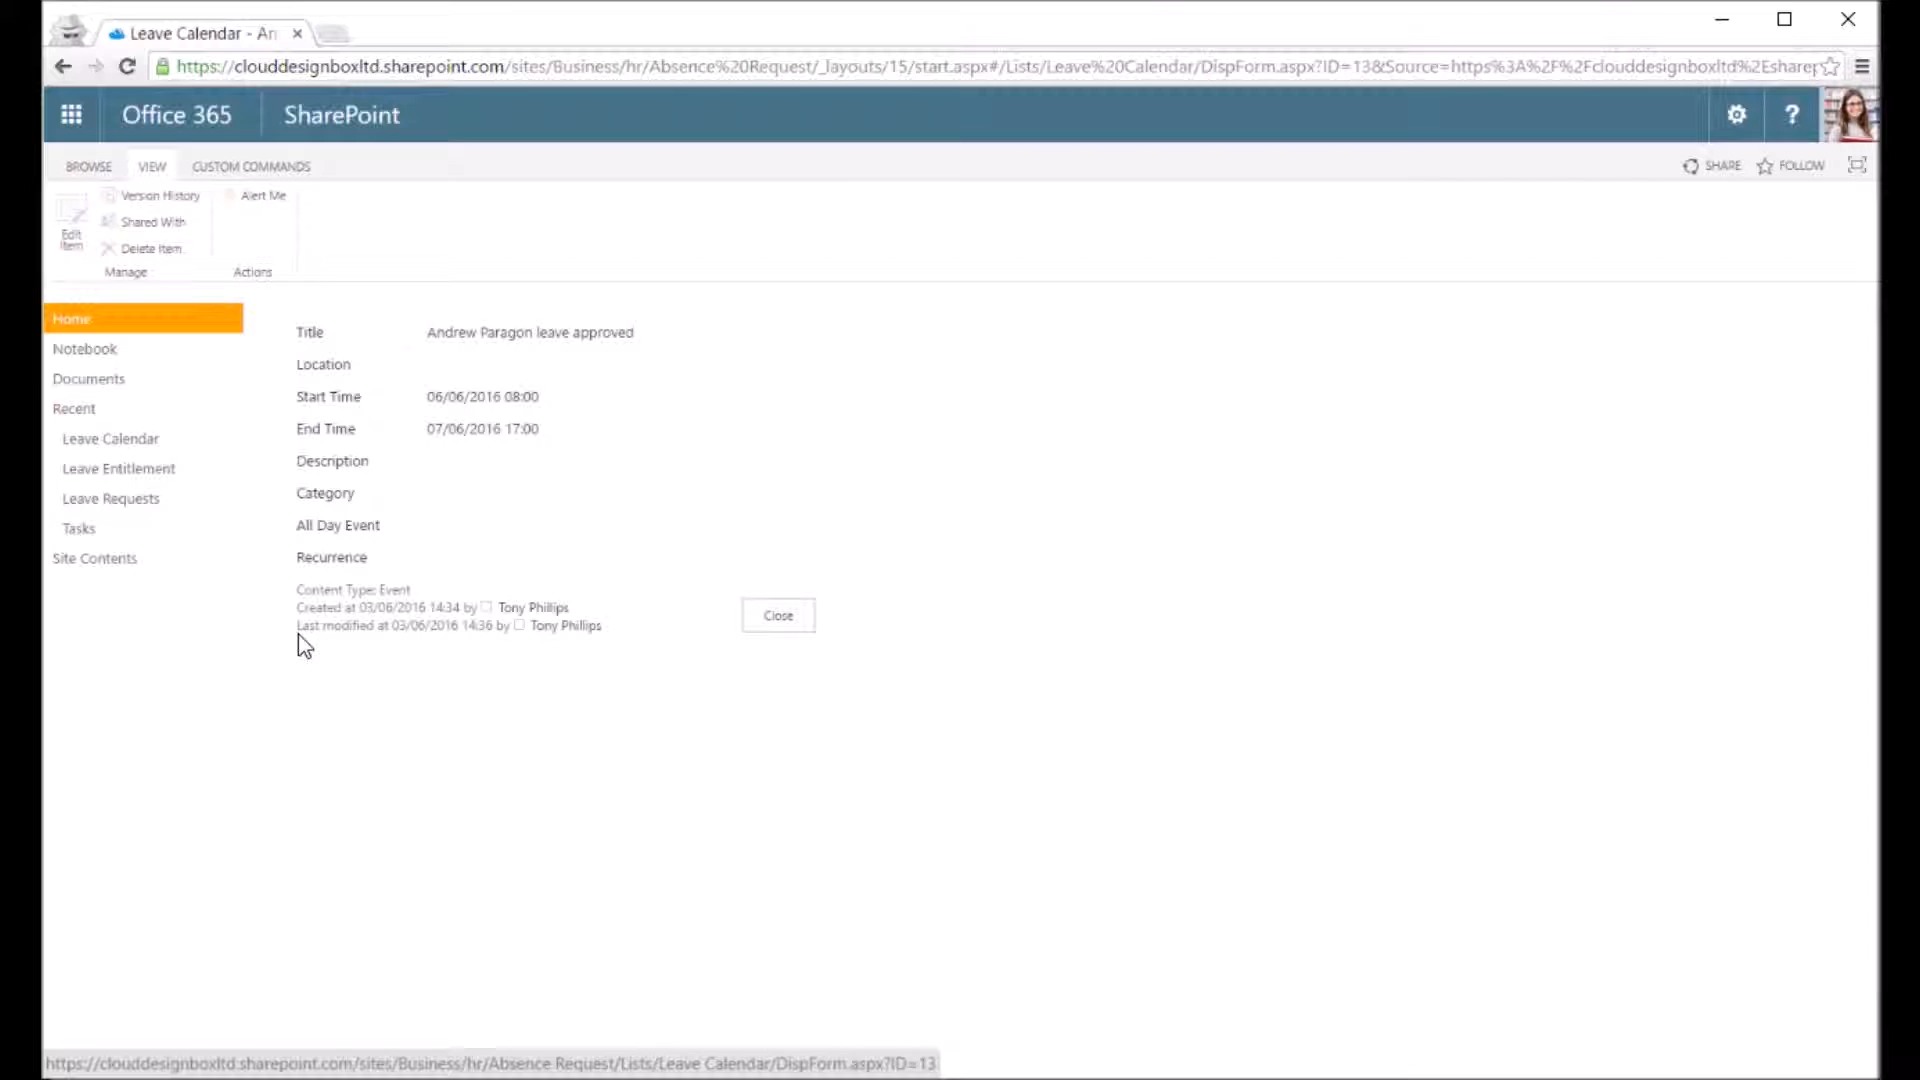 Leave Calendar - An
https://clouddesignboxltd.sharepoint.com/sites/Business/hr/Absence%20Request/_layouts/15/start.aspx#/Lists/Leave%20Calendar/DispForm.aspx?ID=13&Source=https%3A%2F%2Fclouddesignboxltd%2Esharep
Office 365 SharePoint ?
BROWSE VIEW CUSTOM COMMANDS SHARE FOLLOW
Version History Alert Me
Shared With
Edit Item
Delete Item
Manage Actions
Home
Notebook
Documents
Recent
Leave Calendar
Leave Entitlement
Leave Requests
Tasks
Site Contents
Title Andrew Paragon leave approved
Location
Start Time 06/06/2016 08:00
End Time 07/06/2016 17:00
Description
Category
All Day Event
Recurrence
Content Type: Event
Created at 03/06/2016 14:34 by Tony Phillips
Last modified at 03/06/2016 14:36 by Tony Phillips
Close
https://clouddesignboxltd.sharepoint.com/sites/Business/hr/Absence Request/Lists/Leave Calendar/DispForm.aspx?ID=13